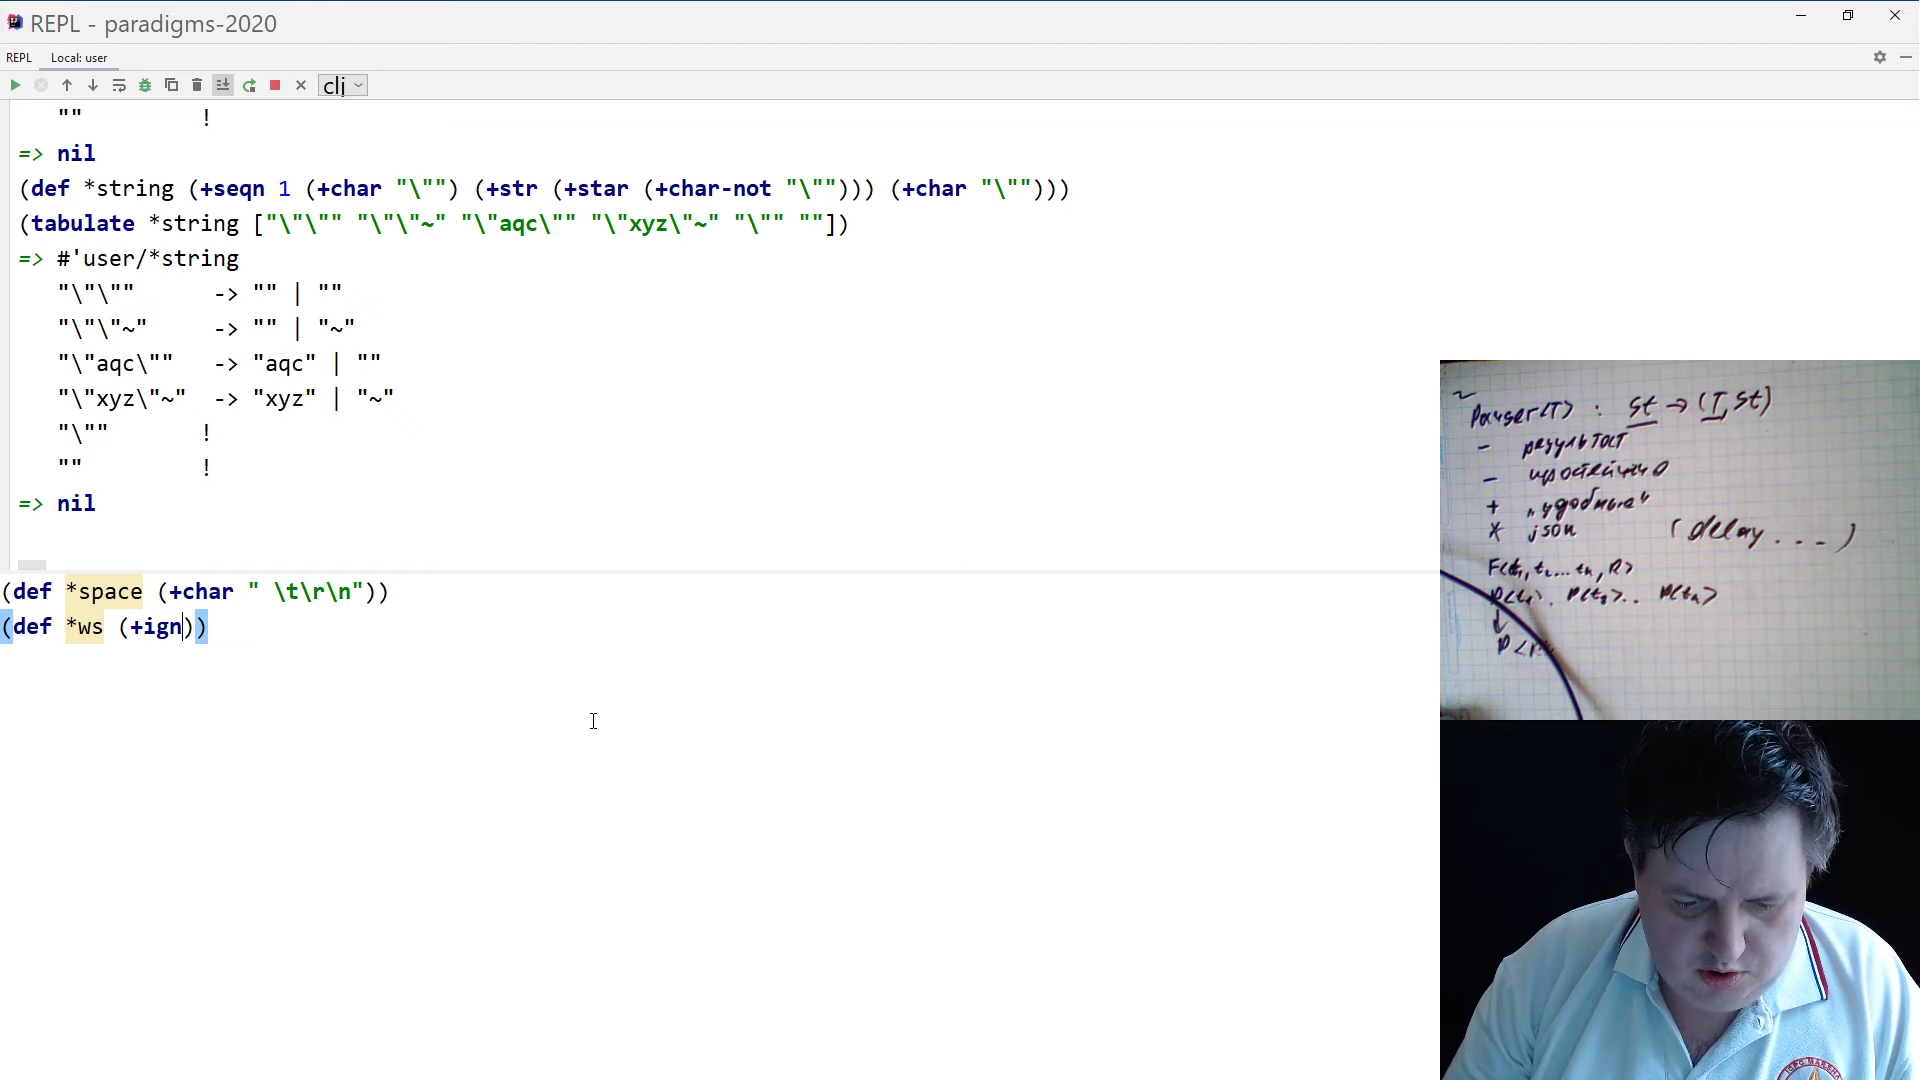 REPL - paradigms-2020
REPL Local: user
clj
"" !
=> nil
(def *string (+seqn 1 (+char "\"") (+str (+star (+char-not "\""))) (+char "\"")))
(tabulate *string ["\"\"" "\"\"~" "\"aqc\"" "\"xyz\"~" "\"" ""])
=> #'user/*string
"\"\"" -> "" | ""
"\"\"~" -> "" | "~"
"\"aqc\"" -> "aqc" | ""
"\"xyz\"~" -> "xyz" | "~"
"\"" !
"" !
=> nil
(def *space (+char " \t\r\n"))
(def *ws (+ign))
: St → (T, St)
- результат
-
+ "удобные"
* json (delay . . . )